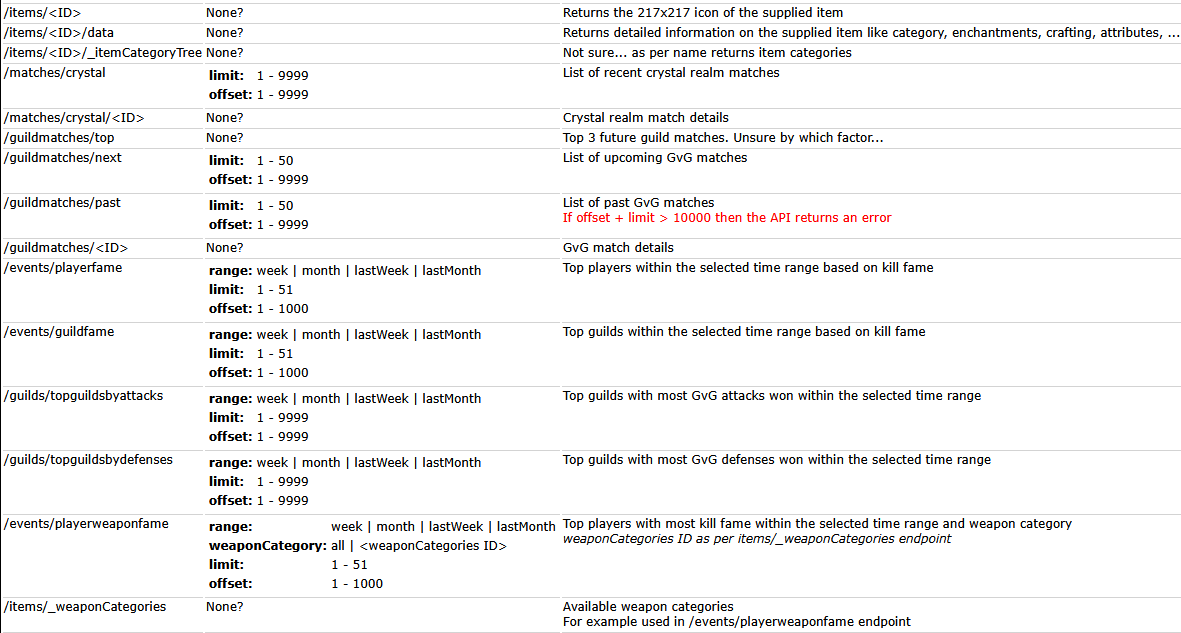 /items/<ID> None? Returns the 217x217 icon of the supplied item
/items/<ID>/data None? Returns detailed information on the supplied item like category, enchantments, crafting, attributes, ...
/items/<ID>/_itemCategoryTree None? Not sure... as per name returns item categories
/matches/crystal limit: 1 - 9999 List of recent crystal realm matches
offset: 1 - 9999
/matches/crystal/<ID> None? Crystal realm match details
/guildmatches/top None? Top 3 future guild matches. Unsure by which factor...
/guildmatches/next limit: 1 - 50 List of upcoming GvG matches
offset: 1 - 9999
/guildmatches/past limit: 1 - 50 List of past GvG matches
offset: 1 - 9999 If offset + limit > 10000 then the API returns an error
/guildmatches/<ID> None? GvG match details
/events/playerfame range: week | month | lastWeek | lastMonth Top players within the selected time range based on kill fame
limit: 1 - 51
offset: 1 - 1000
/events/guildfame range: week | month | lastWeek | lastMonth Top guilds within the selected time range based on kill fame
limit: 1 - 51
offset: 1 - 1000
/guilds/topguildsbyattacks range: week | month | lastWeek | lastMonth Top guilds with most GvG attacks won within the selected time range
limit: 1 - 9999
offset: 1 - 9999
/guilds/topguildsbydefenses range: week | month | lastWeek | lastMonth Top guilds with most GvG defenses won within the selected time range
limit: 1 - 9999
offset: 1 - 9999
/events/playerweaponfame range: week | month | lastWeek | lastMonth Top players with most kill fame within the selected time range and weapon category
weaponCategory: all | <weaponCategories ID> weaponCategories ID as per items/_weaponCategories endpoint
limit: 1 - 51
offset: 1 - 1000
/items/_weaponCategories None? Available weapon categories
For example used in /events/playerweaponfame endpoint